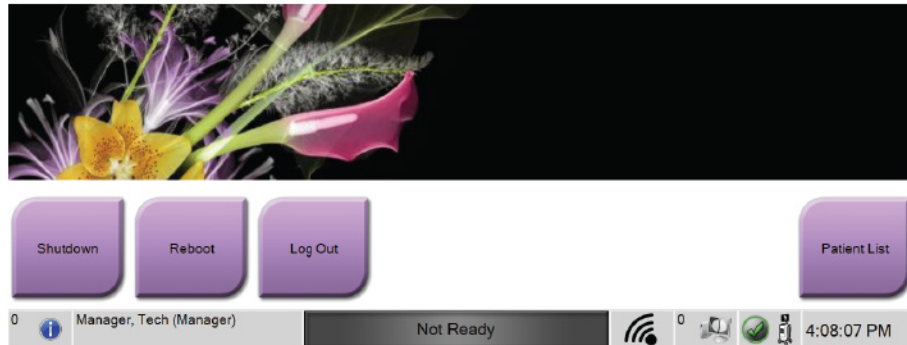 Shutdown
Reboot
Log Out
Patient List
0
Manager, Tech (Manager)
Not Ready
0
4:08:07 PM